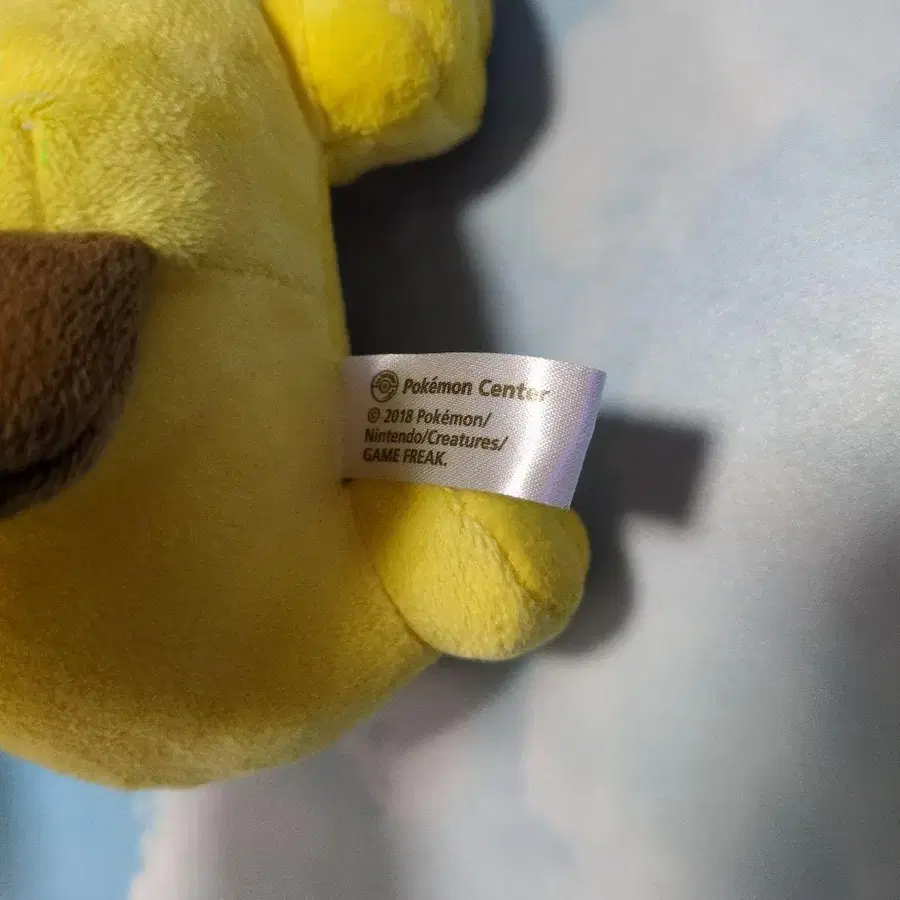 Pokémon Center
© 2018 Pokémon/
Nintendo/Creatures/
GAME FREAK.